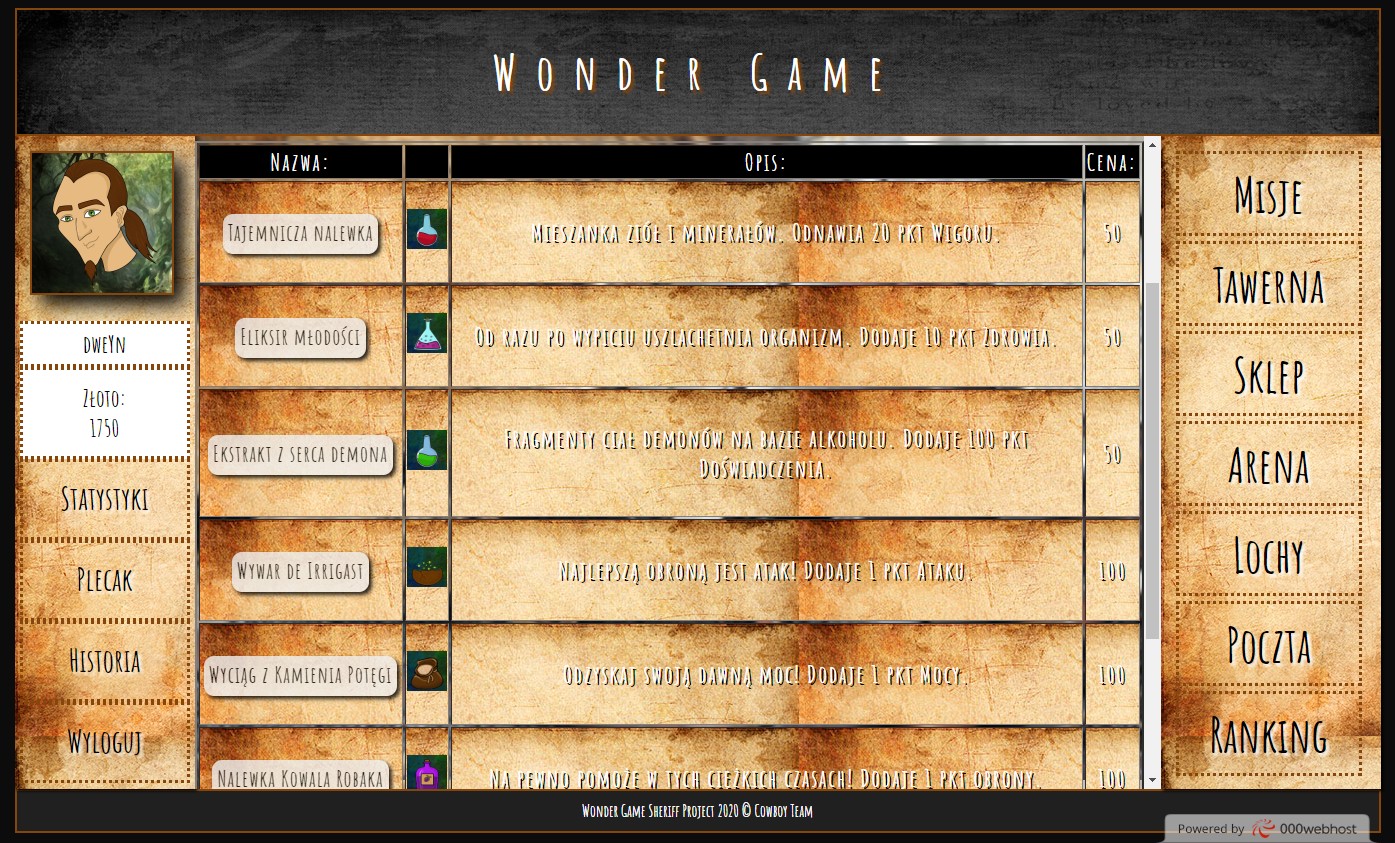 Wonder Game
dweYn
Złoto:
1750
Statystyki
Plecak
Historia
Wyloguj
Nazwa: Opis: Cena:
Tajemnicza nalewka Mieszanka ziół i minerałów. Odnawia 20 pkt Wigoru. 50
Eliksir młodości Od razu po wypiciu uszlachetnia organizm. Dodaje 10 pkt Zdrowia. 50
Ekstrakt z serca demona Fragmenty ciał demonów na bazie alkoholu. Dodaje 100 pkt
Doświadczenia. 50
Wywar de Irrigast Najlepszą obroną jest atak! Dodaje 1 pkt Ataku. 100
Wyciąg z Kamienia Potęgi Odzyskaj swoją dawną moc! Dodaje 1 pkt Mocy. 100
Nalewka Kowala Robaka Na pewno pomoże w tych ciężkich czasach! Dodaje 1 pkt obrony. 100
Misje
Tawerna
Sklep
Arena
Lochy
Poczta
Ranking
Wonder Game Sheriff Project 2020 © Cowboy Team
Powered by 000webhost